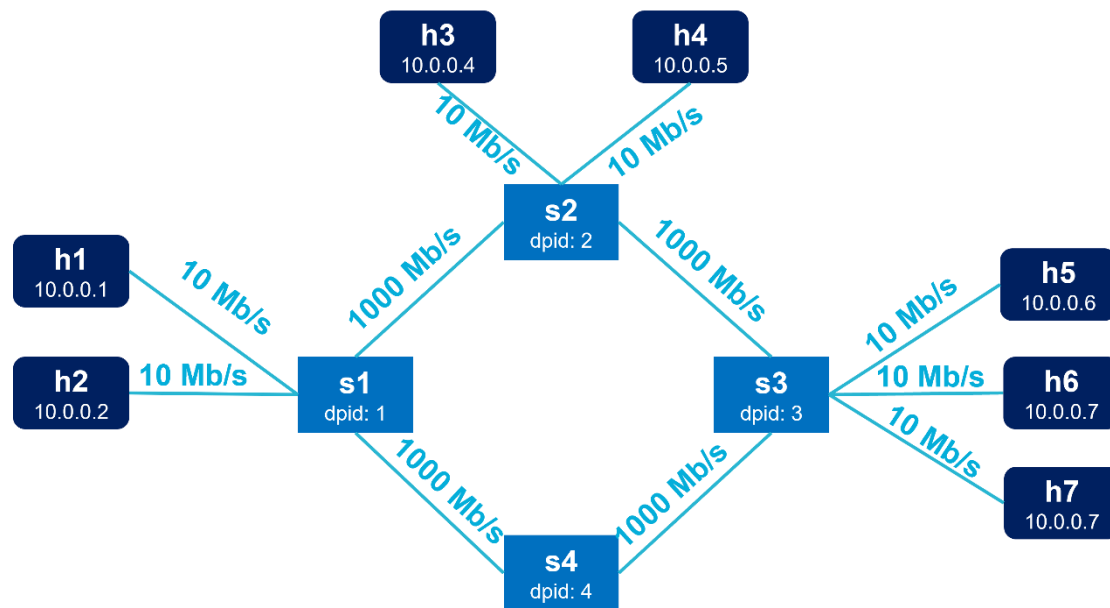 h3
10.0.0.4
h4
10.0.0.5
10 Mb/s
10 Mb/s
s2
dpid: 2
h1
10.0.0.1
10 Mb/s
1000 Mb/s
1000 Mb/s
h5
10.0.0.6
10 Mb/s
h2
10.0.0.2
10 Mb/s
s1
dpid: 1
s3
dpid: 3
10 Mb/s
h6
10.0.0.7
10 Mb/s
1000 Mb/s
1000 Mb/s
h7
10.0.0.7
s4
dpid: 4